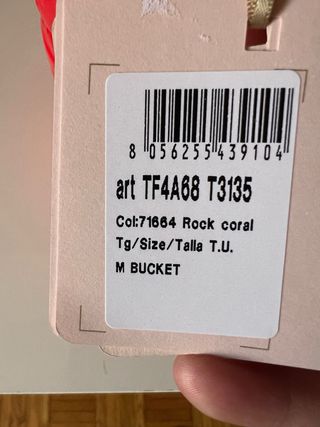 8 056255 439104
art TF4A68 T3135
Col:71664 Rock coral
Tg/Size/Talla T.U.
M BUCKET